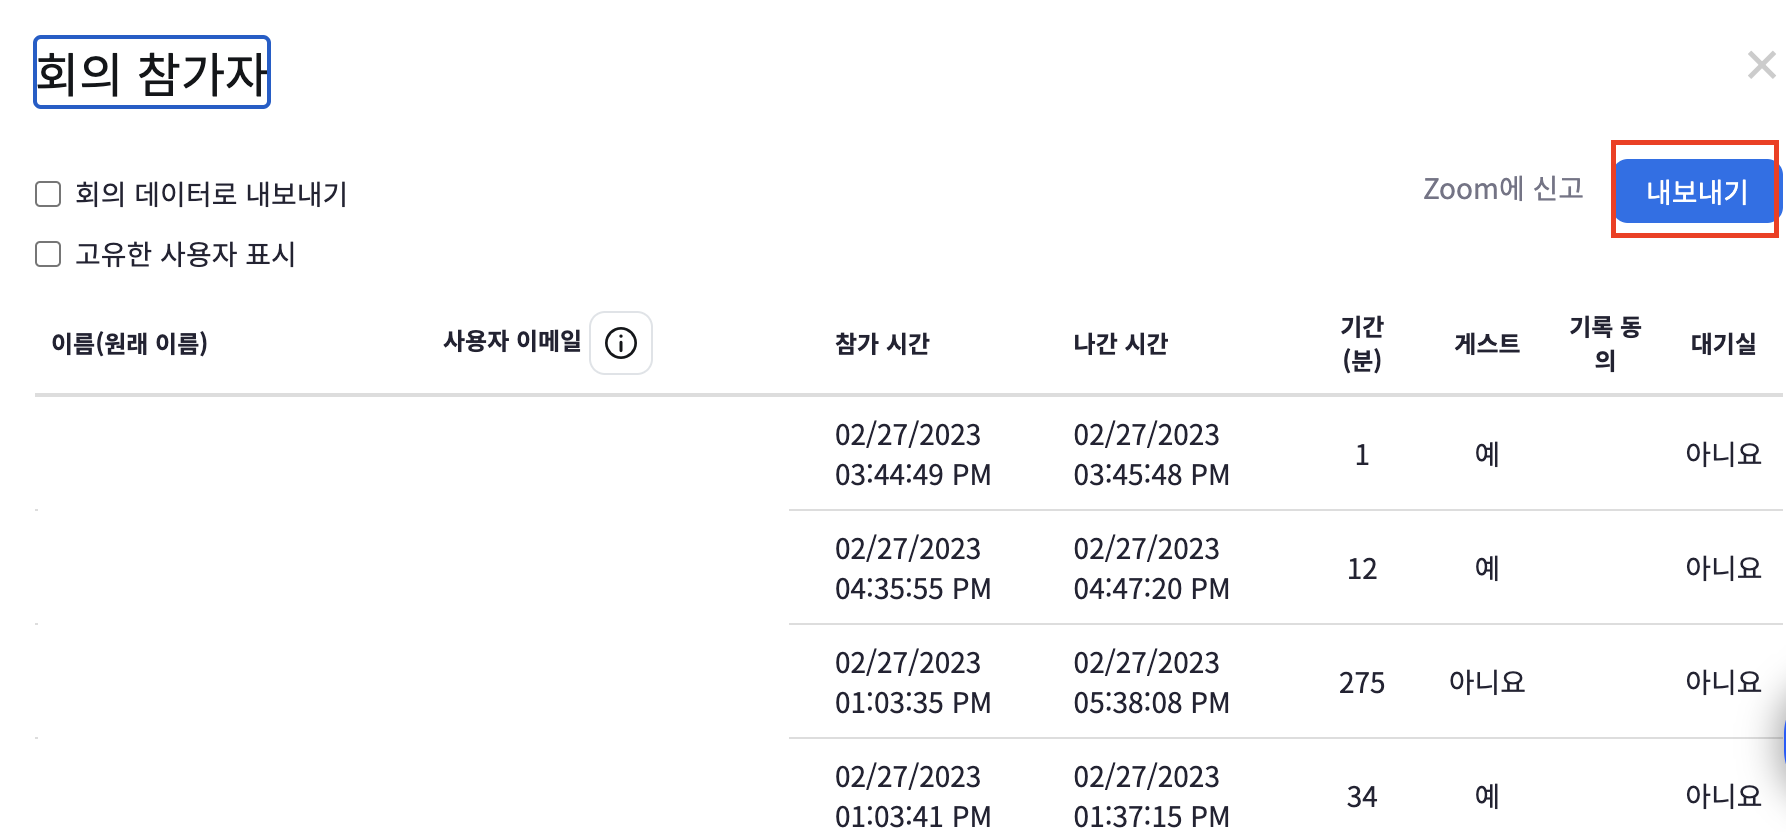 회의 참가자
회의 데이터로 내보내기
Zoom에 신고
내보내기
고유한 사용자 표시
이름(원래 이름) 사용자 이메일 참가 시간 나간 시간 기간 (분) 게스트 기록 동의 대기실
02/27/2023 03:44:49 PM 02/27/2023 03:45:48 PM 1 예 아니요
02/27/2023 04:35:55 PM 02/27/2023 04:47:20 PM 12 예 아니요
02/27/2023 01:03:35 PM 02/27/2023 05:38:08 PM 275 아니요 아니요
02/27/2023 01:03:41 PM 02/27/2023 01:37:15 PM 34 예 아니요